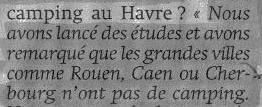 camping au Havre ? « Nous
avons lancé des études et avons
remarqué que les grandes villes
comme Rouen, Caen ou Cher-
bourg n'ont pas de camping.